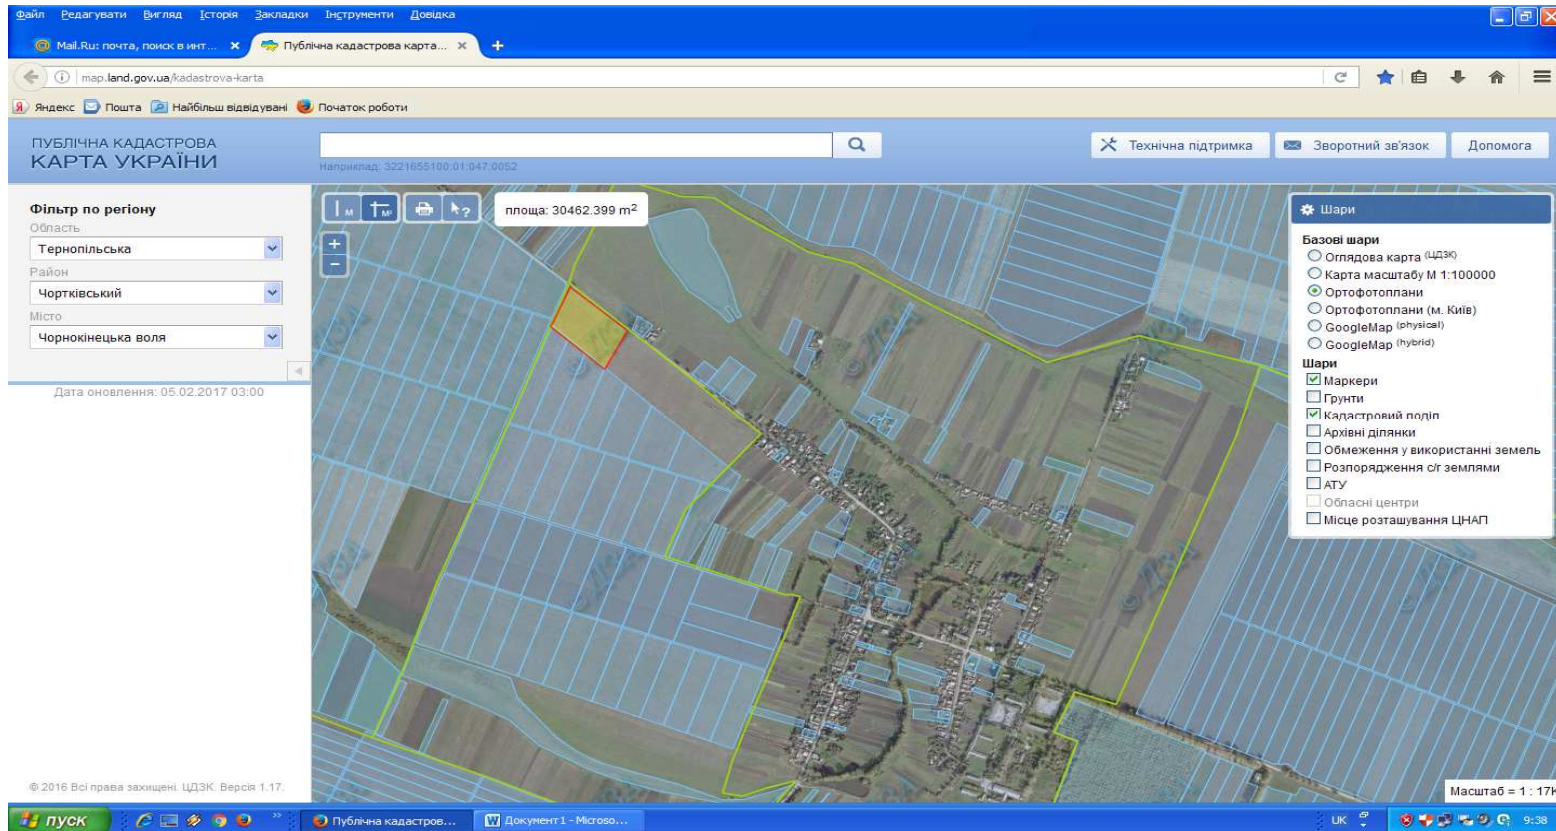 Файл Редагувати Вигляд Історія Закладки Інструменти Довідка
Mail.Ru: почта, поиск в инт...
Публічна кадастрова карта...
map.land.gov.ua/kadastrova-karta
Яндекс Пошта Найбільш відвідувані Початок роботи
ПУБЛІЧНА КАДАСТРОВА
КАРТА УКРАЇНИ
Наприклад: 3221655100:01:047:0052
Технічна підтримка
Зворотний зв'язок
Допомога
Фільтр по регіону
Область
Тернопільська
Район
Чортківський
Місто
Чорнокінецька воля
Дата оновлення: 05.02.2017 03:00
М
М²
площа: 30462.399 m2
Шари
Базові шари
Оглядова карта (ЦДЗК)
Карта масштабу М 1:100000
Ортофотоплани
Ортофотоплани (м. Київ)
GoogleMap (physical)
GoogleMap (hybrid)
Шари
Маркери
Грунти
Кадастровий поділ
Архівні ділянки
Обмеження у використанні земель
Розпорядження с/г землями
АТУ
Обласні центри
Місце розташування ЦНАП
Масштаб = 1 : 17К
© 2016 Всі права захищені. ЦДЗК. Версія 1.17.
пуск
Публічна кадастров...
Документ1 - Microso...
UK
9:38